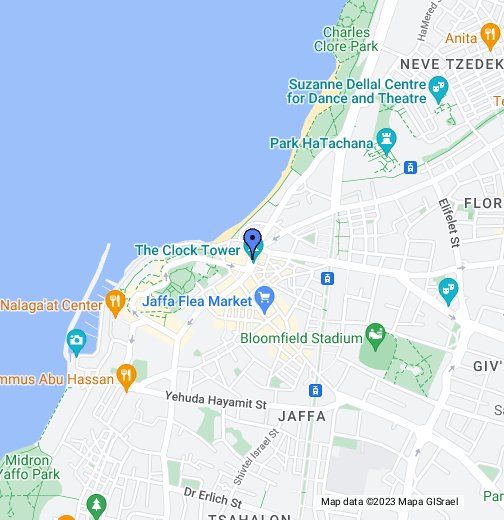 Charles
Clore Park
HaMered S
Anita
NEVE TZEDEK
Suzanne Dellal Centre
for Dance and Theatre
Te
Park HaTachana
FLOR
Eilfelet St
The Clock Tower
Nalaga'at Center
Jaffa Flea Market
Bloomfield Stadium
GIV'
mmus Abu Hassan
Yehuda Hayamit St
JAFFA
Sa
Shivtei Israel St
Midron
Yaffo Park
Dr Erlich St
Par
Map data ©2023 Mapa GISrael
TSAHALON